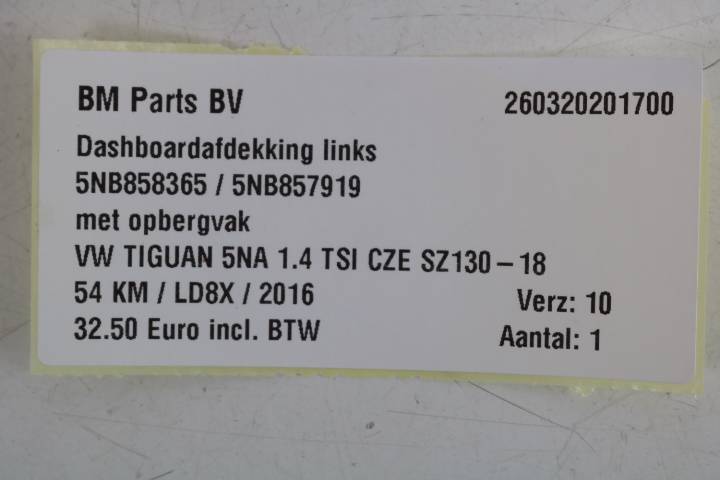 BM Parts BV 260320201700
Dashboardafdekking links
5NB858365 / 5NB857919
met opbergvak
VW TIGUAN 5NA 1.4 TSI CZE SZ130-18
54 KM / LD8X / 2016 Verz: 10
32.50 Euro incl. BTW Aantal: 1